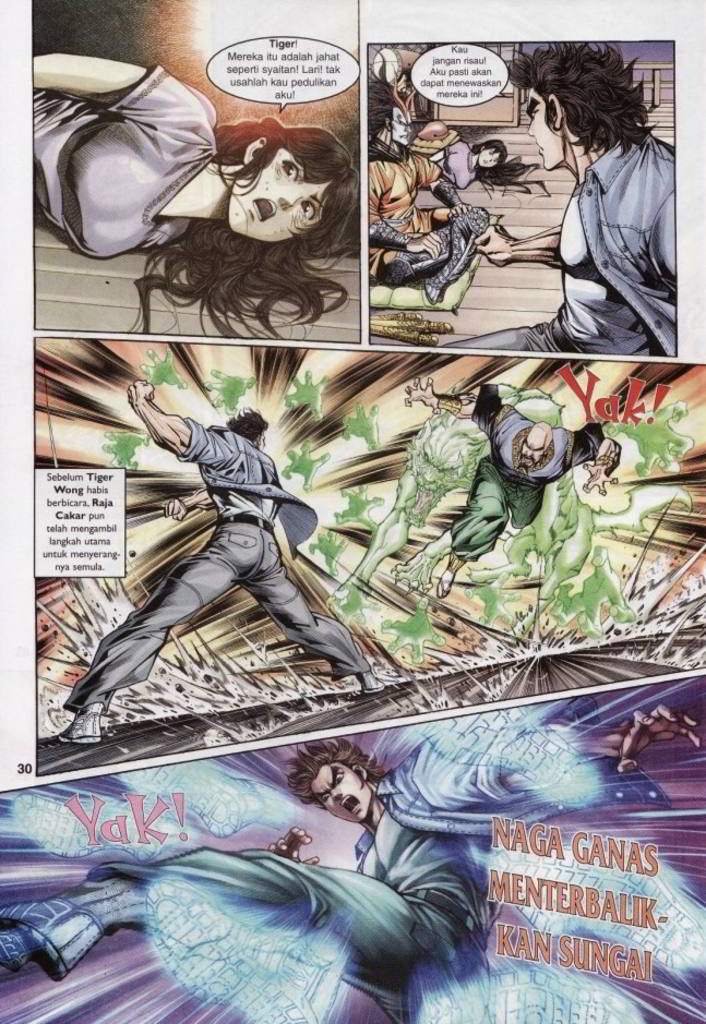 Tiger!
Mereka itu adalah jahat
seperti syaitan! Lari! tak
usahlah kau pedulikan
aku!
Kau
jangan risau!
Aku pasti akan
dapat menewaskan
mereka ini!
Yak!
Sebelum Tiger
Wong habis
berbicara, Raja
Cakar pun
telah mengambil
langkah utama
untuk menyerang-
nya semula.
30
Yak!
NAGA GANAS
MENTERBALIK-
KAN SUNGAI